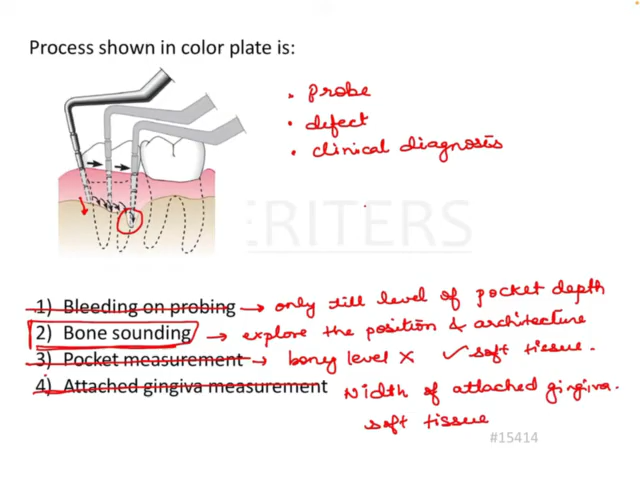 Process shown in color plate is:
• probe
• defect
• clinical diagnosis
ERITERS
1) Bleeding on probing → only till level of pocket depth
2) Bone sounding → explore the position & architecture
3) Pocket measurement → bony level × ✓ soft tissue.
4) Attached gingiva measurement width of attached gingiva.
soft tissue
#15414